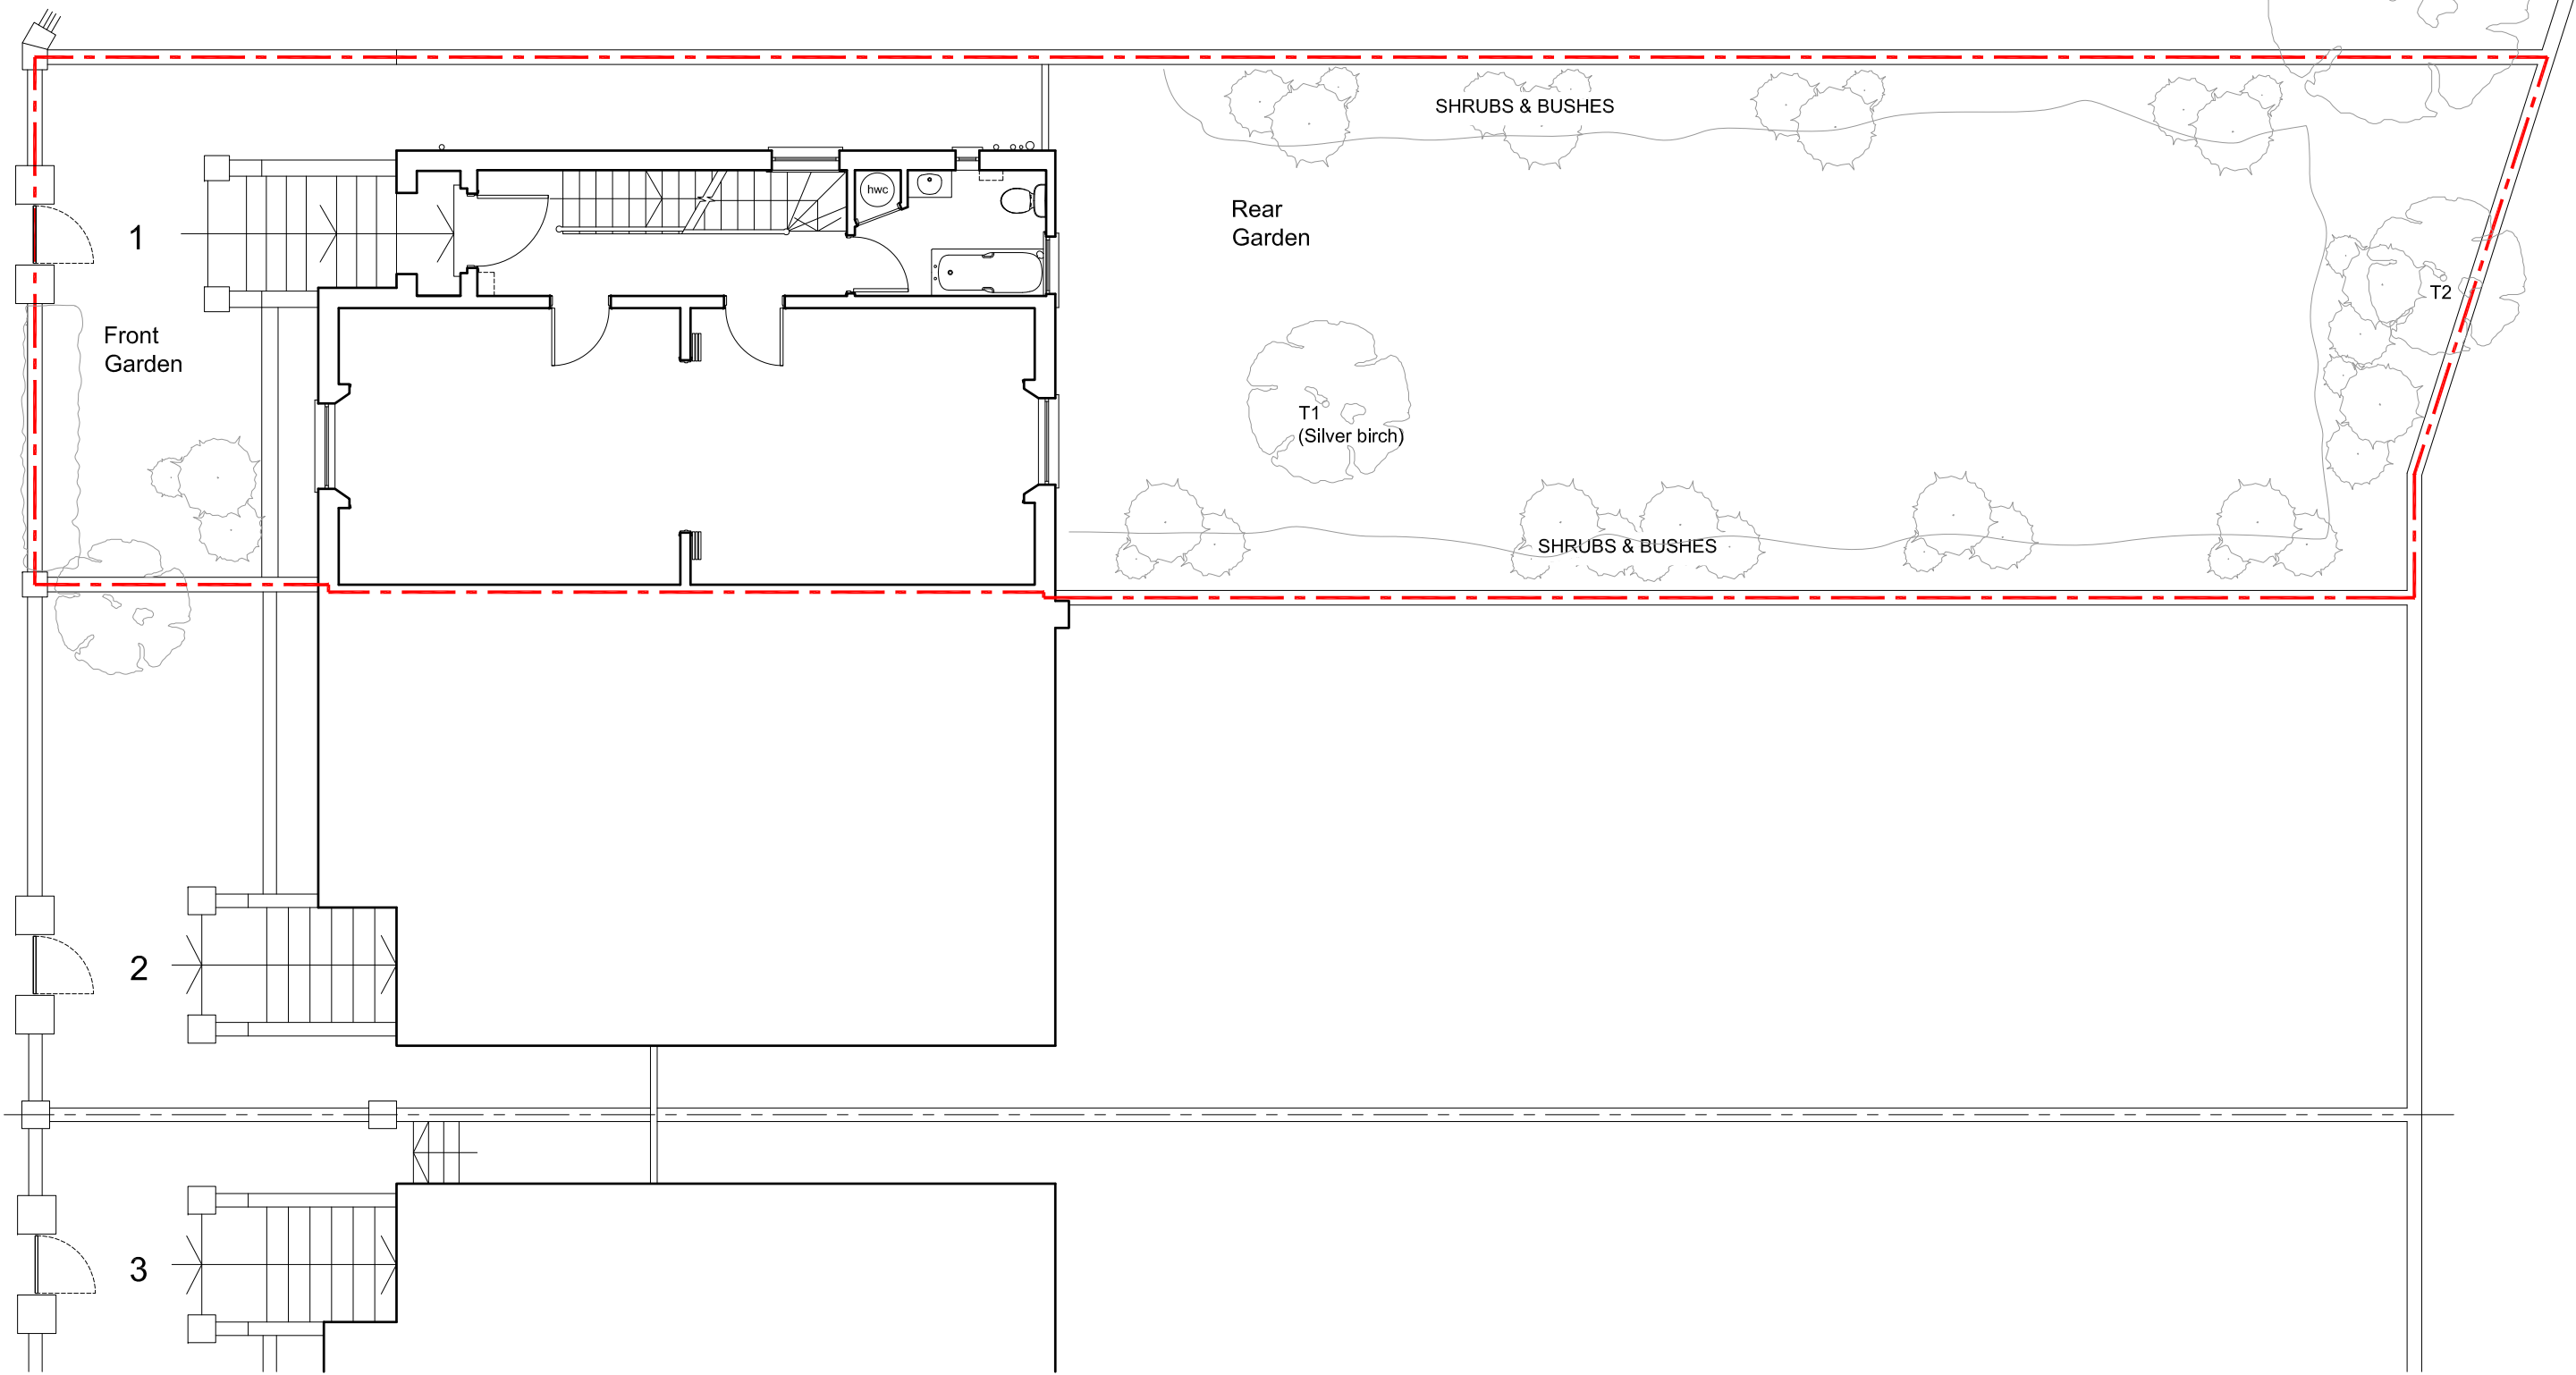 SHRUBS & BUSHES
hwc
Rear
Garden
1
T2
Front
Garden
T1
(Silver birch)
SHRUBS & BUSHES
2
3